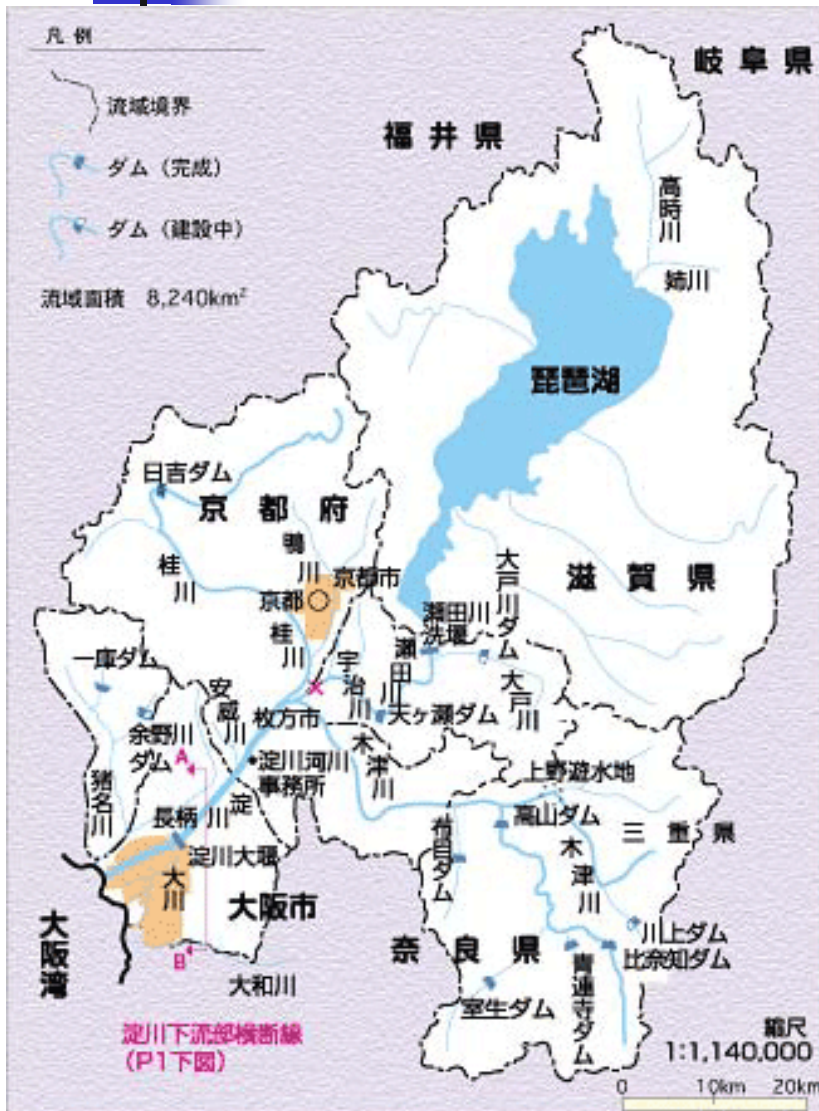 凡例
流域境界
ダム（完成）
ダム（建設中）
流域面積 8,240km²
岐阜県
福井県
高時川
姉川
琵琶湖
日吉ダム
京都府
鴨川
京都市
京都
桂川
桂川
滋賀県
大戸川ダム
瀬田川洗堰
瀬田川
宇治川
大戸川
天ヶ瀬ダム
一庫ダム
安威川
枚方市
余野川ダム
A
淀川河川事務所
木津川
猪名川
長柄
淀川
上野遊水地
高山ダム
三重県
布目ダム
淀川大堰
木津川
大川
大阪市
大阪湾
B
奈良県
川上ダム
比奈知ダム
青蓮寺ダム
大和川
室生ダム
淀川下流部横断線
（P1下図）
縮尺
1:1,140,000
0 10km 20km